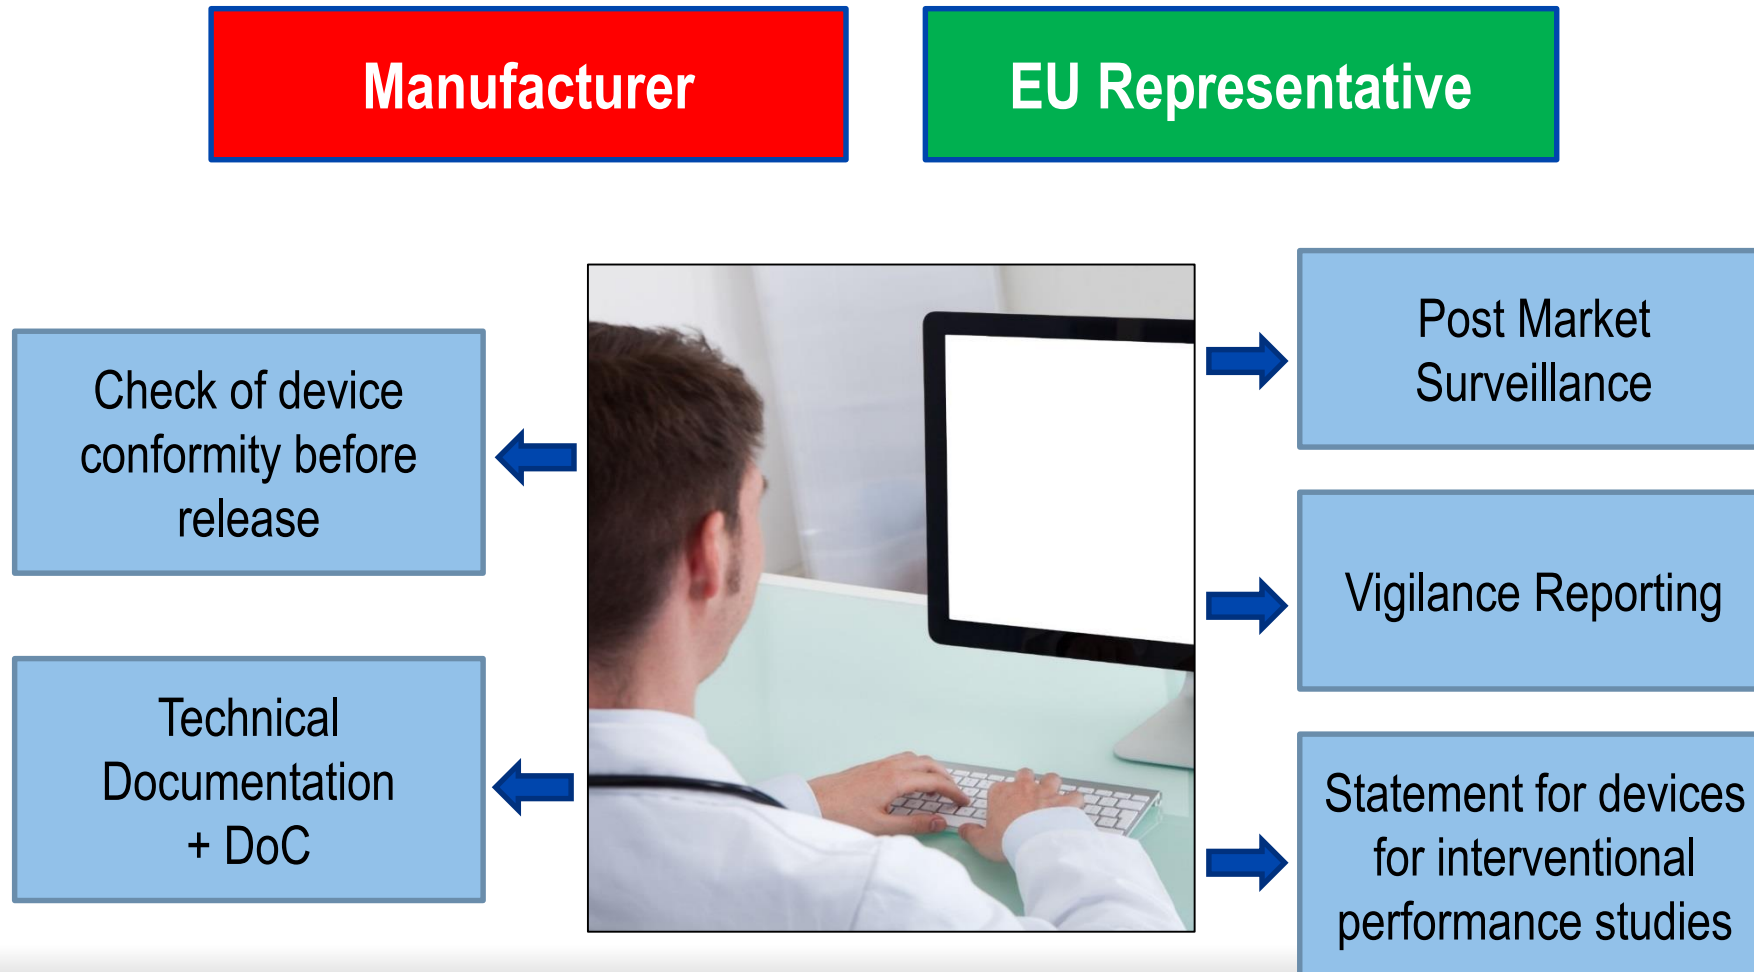 Manufacturer
EU Representative
Check of device
conformity before
release
Technical
Documentation
+ DoC
Post Market
Surveillance
Vigilance Reporting
Statement for devices
for interventional
performance studies